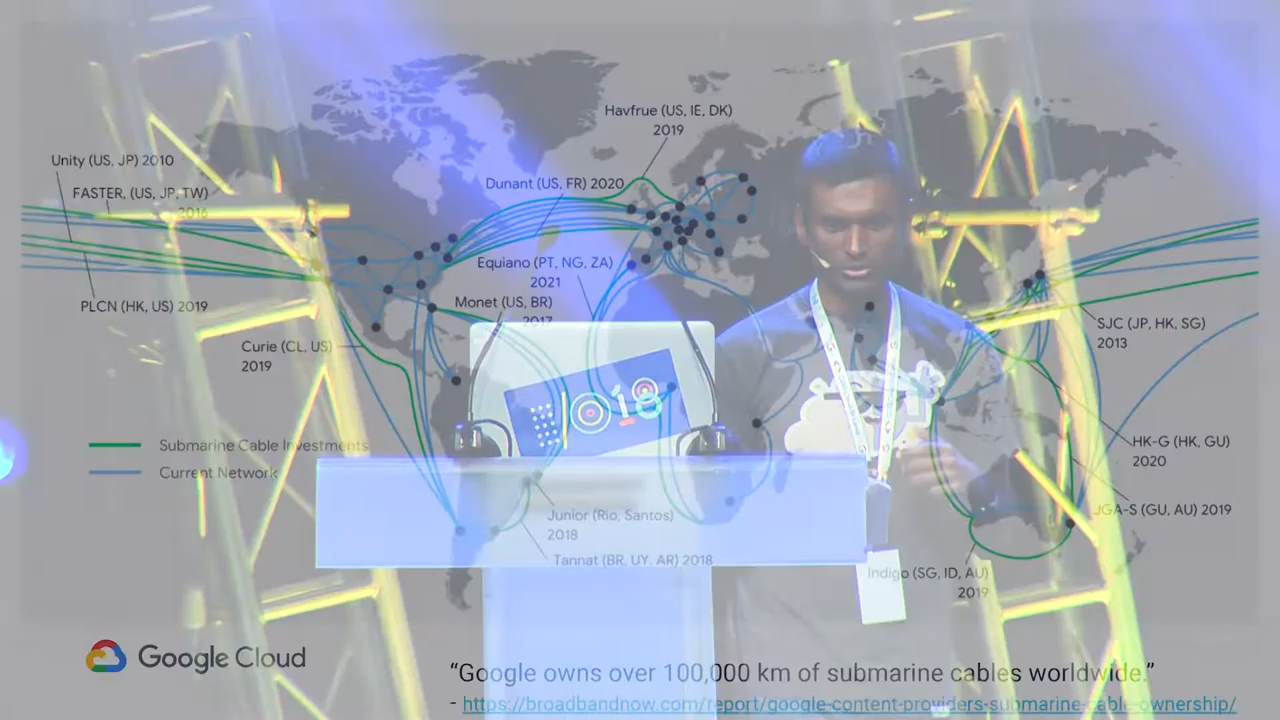 Havfrue (US, IE, DK)
2019
Unity (US, JP) 2010
Dunant (US, FR) 2020
FASTER, (US, JP, TW)
2016
Equiano (PT, NG, ZA)
2021
PLCN (HK, US) 2019
Monet (US, BR)
2017
SJC (JP, HK, SG)
2013
Curie (CL, US)
2019
18
Submarine Cable Investments
Current Network
HK-G (HK, GU)
2020
Junior (Rio, Santos)
2018
JGA-S (GU, AU) 2019
Tannat (BR, UY, AR) 2018
Indigo (SG, ID, AU)
2019
Google Cloud
“Google owns over 100,000 km of submarine cables worldwide.”
- https://broadbandnow.com/report/google-content-providers-submarine-cable-ownership/